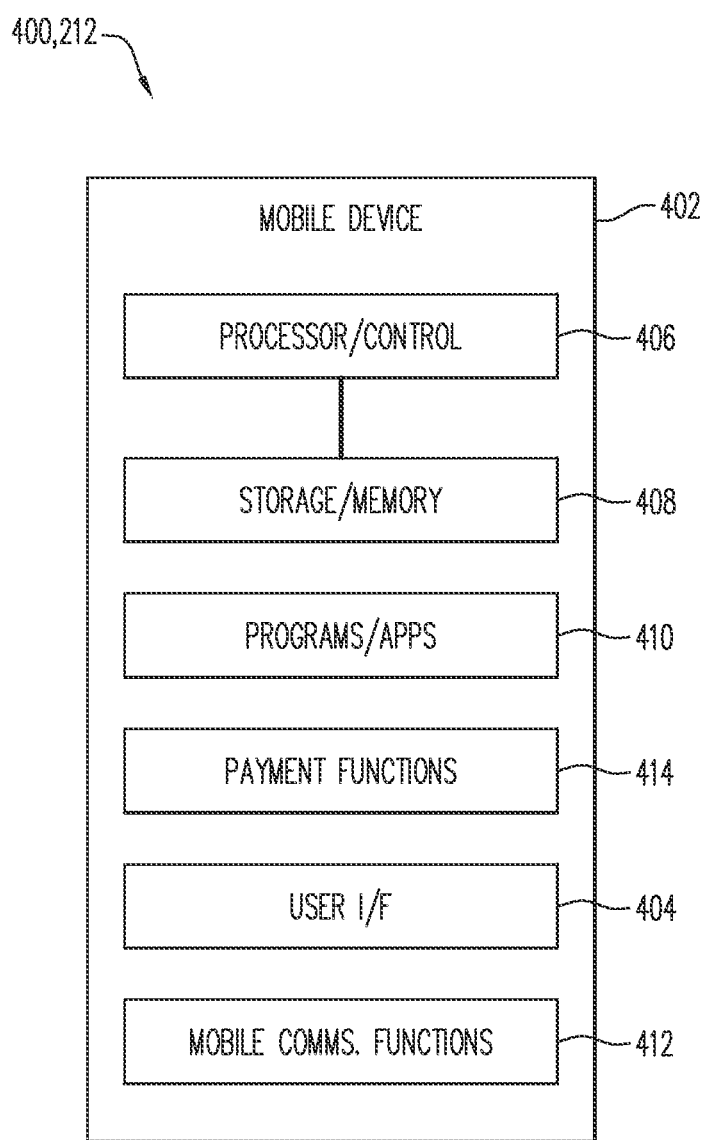 400,212
MOBILE DEVICE
402
PROCESSOR/CONTROL
406
STORAGE/MEMORY
408
PROGRAMS/APPS
410
PAYMENT FUNCTIONS
414
USER I/F
404
MOBILE COMMS. FUNCTIONS
412